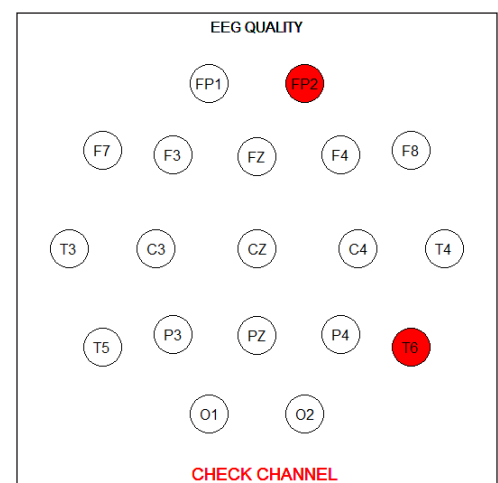 EEG QUALITY
FP1 FP2
F7 F3 FZ F4 F8
T3 C3 CZ C4 T4
T5 P3 PZ P4 T6
O1 O2
CHECK CHANNEL